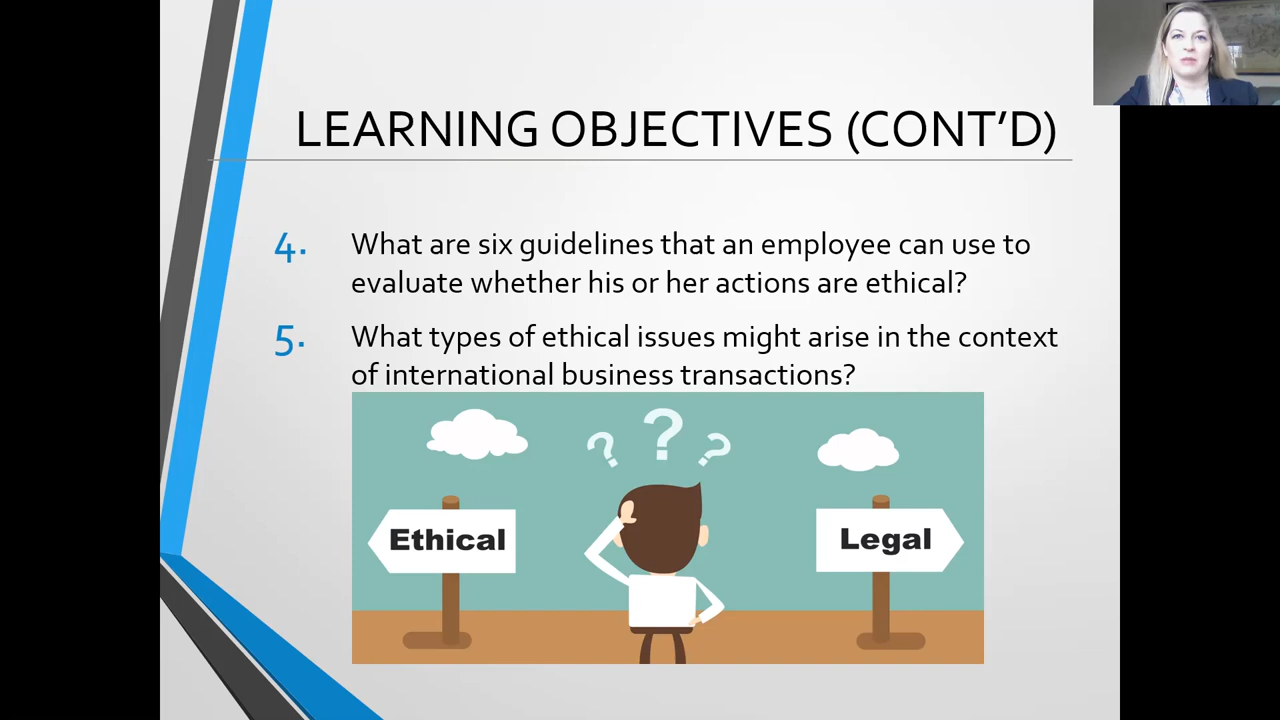 LEARNING OBJECTIVES (CONT’D)
4. What are six guidelines that an employee can use to
evaluate whether his or her actions are ethical?
5. What types of ethical issues might arise in the context
of international business transactions?
? ? ?
Ethical
Legal